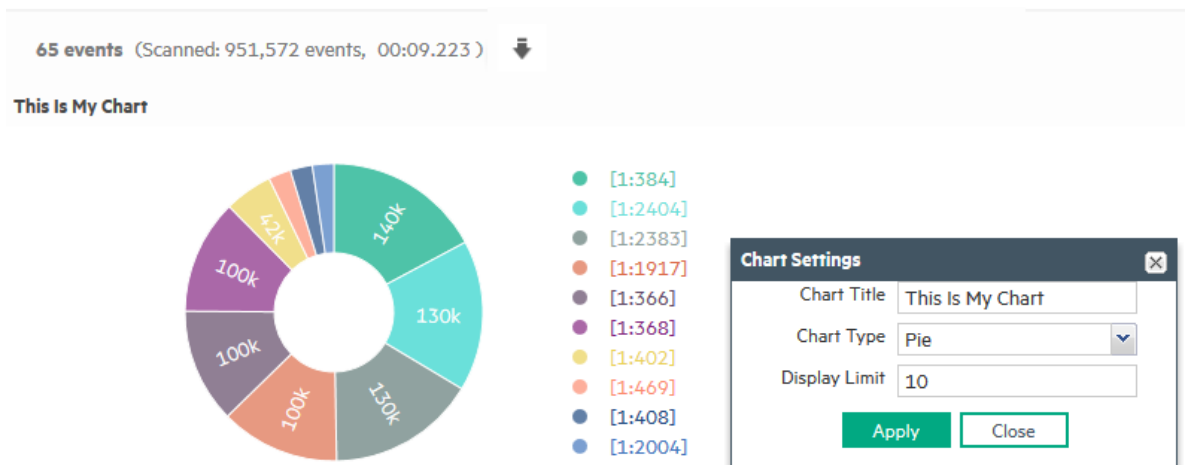 65 events (Scanned: 951,572 events, 00:09.223 )
This Is My Chart
140k
130k
130k
100k
100k
100k
42k
[1:384]
[1:2404]
[1:2383]
[1:1917]
[1:366]
[1:368]
[1:402]
[1:469]
[1:408]
[1:2004]
Chart Settings
Chart Title This Is My Chart
Chart Type Pie
Display Limit 10
Apply Close